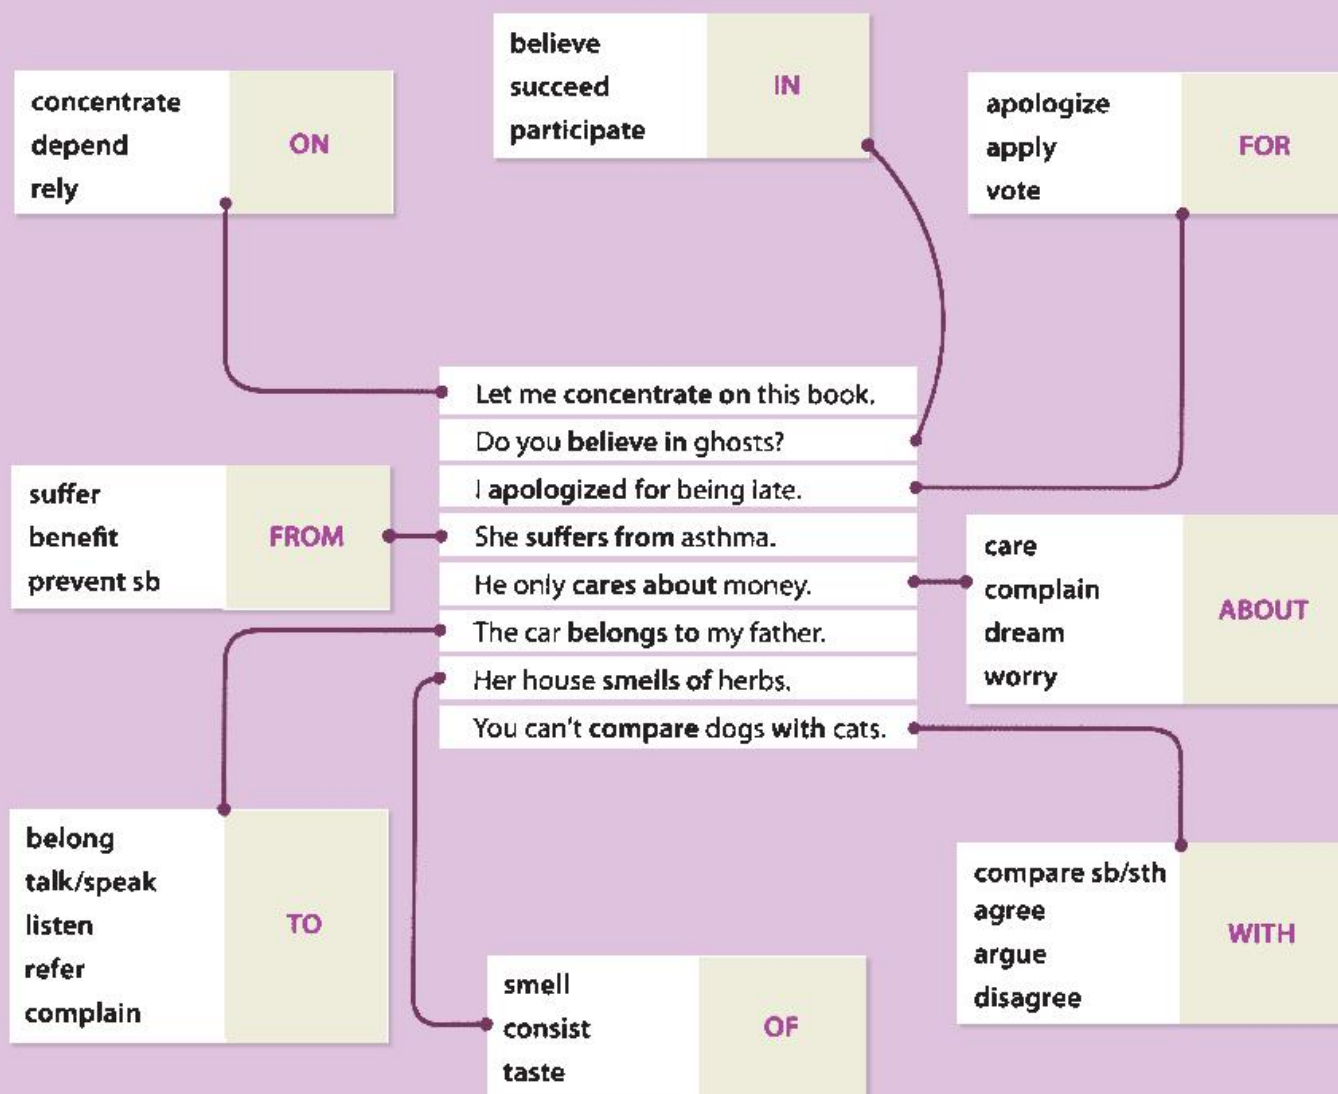 believe
succeed
participate
IN
concentrate
depend
rely
ON
apologize
apply
vote
FOR
Let me concentrate on this book.
Do you believe in ghosts?
I apologized for being late.
She suffers from asthma.
He only cares about money.
The car belongs to my father.
Her house smells of herbs.
You can't compare dogs with cats.
suffer
benefit
prevent sb
FROM
care
complain
dream
worry
ABOUT
belong
talk/speak
listen
refer
complain
TO
compare sb/sth
agree
argue
disagree
WITH
smell
consist
taste
OF